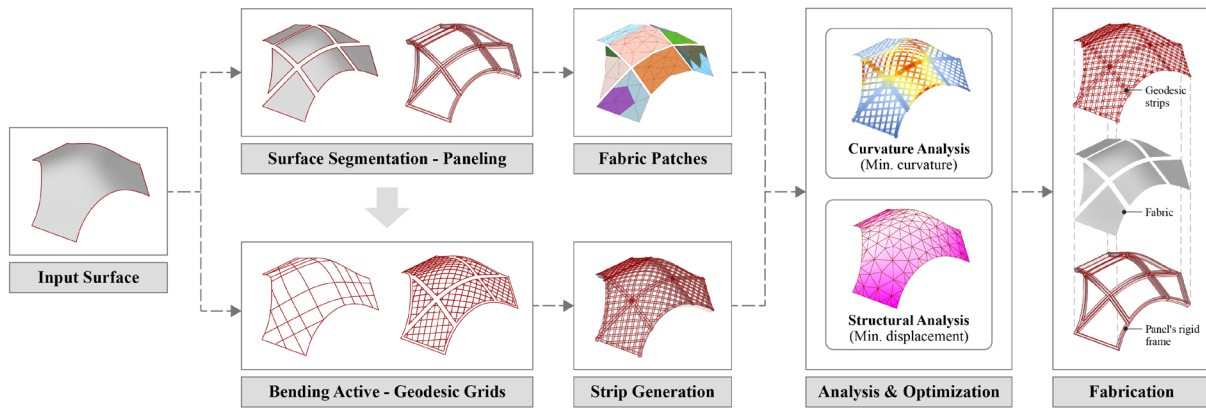 Input Surface
Surface Segmentation - Paneling
Fabric Patches
Bending Active - Geodesic Grids
Strip Generation
Curvature Analysis
(Min. curvature)
Structural Analysis
(Min. displacement)
Analysis & Optimization
Geodesic
strips
Fabric
Panel's rigid
frame
Fabrication